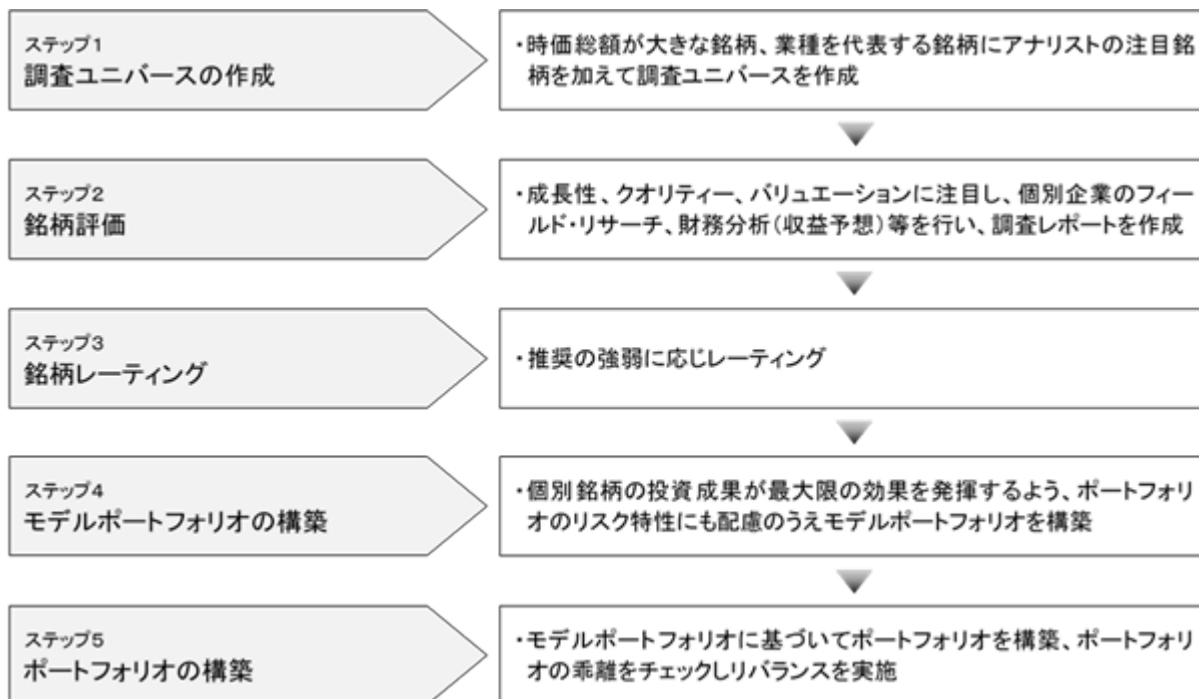 ステップ1
調査ユニバースの作成
・時価総額が大きな銘柄、業種を代表する銘柄にアナリストの注目銘
柄を加えて調査ユニバースを作成
ステップ2
銘柄評価
・成長性、クオリティー、バリュエーションに注目し、個別企業のフィー
ルド・リサーチ、財務分析(収益予想)等を行い、調査レポートを作成
ステップ3
銘柄レーティング
・推奨の強弱に応じレーティング
ステップ4
モデルポートフォリオの構築
・個別銘柄の投資成果が最大限の効果を発揮するよう、ポートフォリ
オのリスク特性にも配慮のうえモデルポートフォリオを構築
ステップ5
ポートフォリオの構築
・モデルポートフォリオに基づいてポートフォリオを構築、ポートフォリ
オの乖離をチェックしリバランスを実施